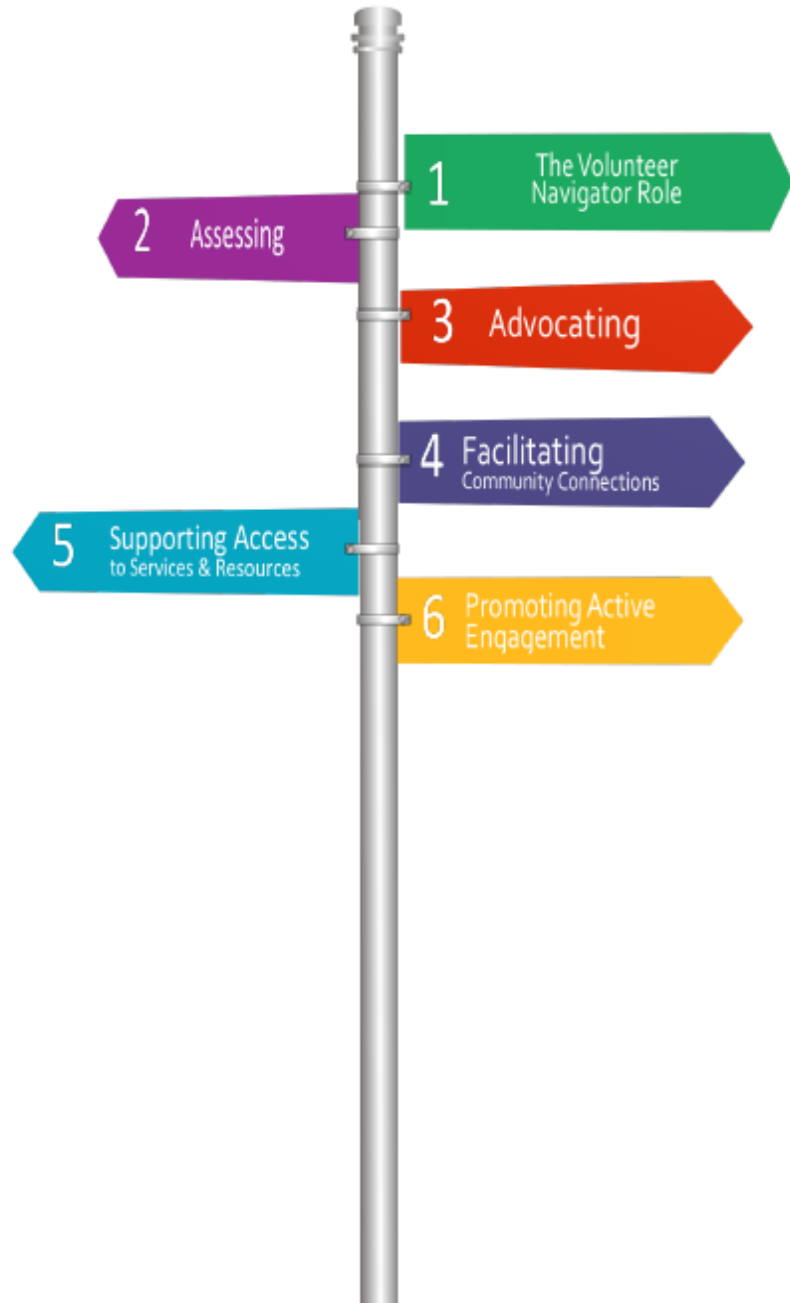 1 The Volunteer
Navigator Role
2 Assessing
3 Advocating
4 Facilitating
Community Connections
5 Supporting Access
to Services & Resources
6 Promoting Active
Engagement